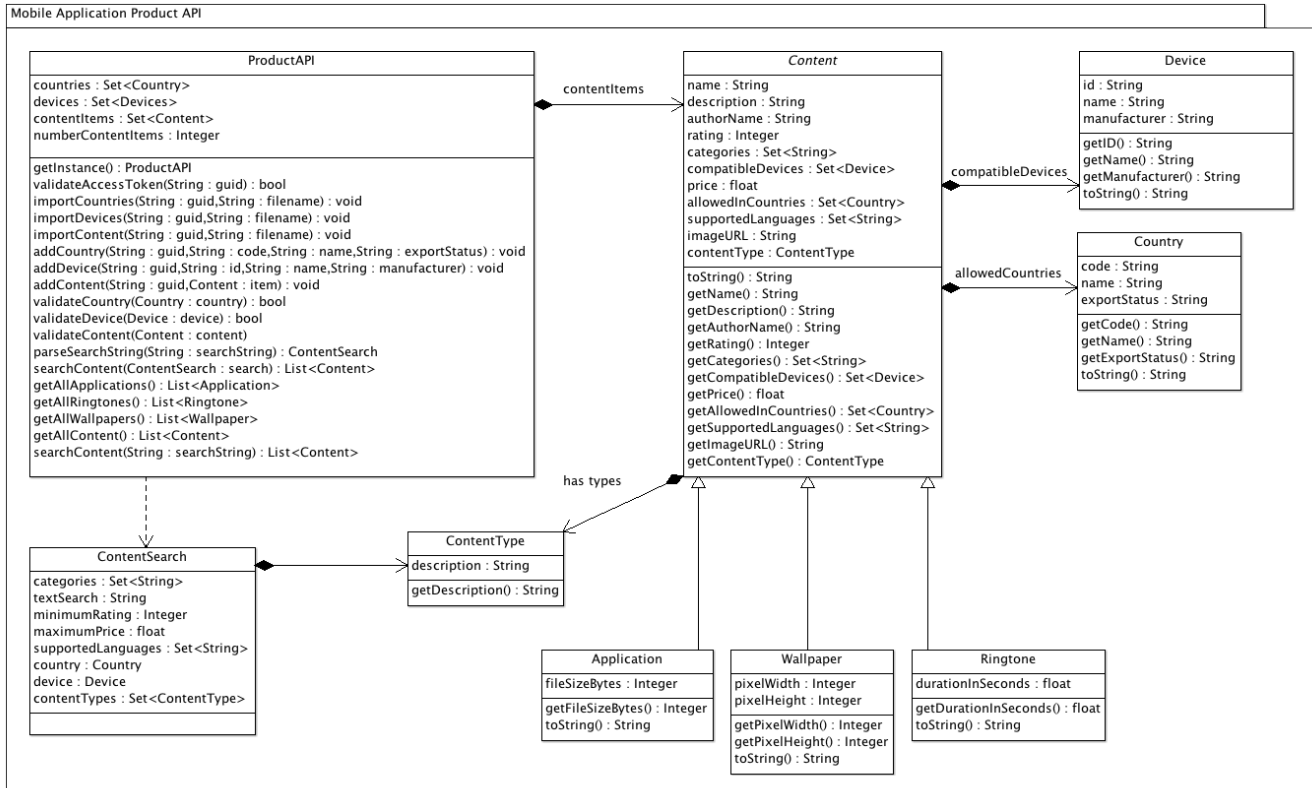 Mobile Application Product API
ProductAPI
countries : Set<Country>
devices : Set<Devices>
contentItems : Set<Content>
numberContentItems : Integer
getInstance() : ProductAPI
validateAccessToken(String : guid) : bool
importCountries(String : guid,String : filename) : void
importDevices(String : guid,String : filename) : void
importContent(String : guid,String : filename) : void
addCountry(String : guid,String : code,String : name,String : exportStatus) : void
addDevice(String : guid,String : id,String : name,String : manufacturer) : void
addContent(String : guid,Content : item) : void
validateCountry(Country : country) : bool
validateDevice(Device : device) : bool
validateContent(Content : content)
parseSearchString(String : searchString) : ContentSearch
searchContent(ContentSearch : search) : List<Content>
getAllApplications() : List<Application>
getAllRingtones() : List<Ringtone>
getAllWallpapers() : List<Wallpaper>
getAllContent() : List<Content>
searchContent(String : searchString) : List<Content>
contentItems
Content
name : String
description : String
authorName : String
rating : Integer
categories : Set<String>
compatibleDevices : Set<Device>
price : float
allowedInCountries : Set<Country>
supportedLanguages : Set<String>
imageURL : String
contentType : ContentType
toString() : String
getName() : String
getDescription() : String
getAuthorName() : String
getRating() : Integer
getCategories() : Set<String>
getCompatibleDevices() : Set<Device>
getPrice() : float
getAllowedInCountries() : Set<Country>
getSupportedLanguages() : Set<String>
getImageURL() : String
getContentType() : ContentType
compatibleDevices
Device
id : String
name : String
manufacturer : String
getID() : String
getName() : String
getManufacturer() : String
toString() : String
allowedCountries
Country
code : String
name : String
exportStatus : String
getCode() : String
getName() : String
getExportStatus() : String
toString() : String
has types
ContentSearch
categories : Set<String>
textSearch : String
minimumRating : Integer
maximumPrice : float
supportedLanguages : Set<String>
country : Country
device : Device
contentTypes : Set<ContentType>
ContentType
description : String
getDescription() : String
Application
fileSizeBytes : Integer
getFileSizeBytes() : Integer
toString() : String
Wallpaper
pixelWidth : Integer
pixelHeight : Integer
getPixelWidth() : Integer
getPixelHeight() : Integer
toString() : String
Ringtone
durationInSeconds : float
getDurationInSeconds() : float
toString() : String